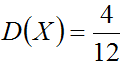 D(X) = 4/12